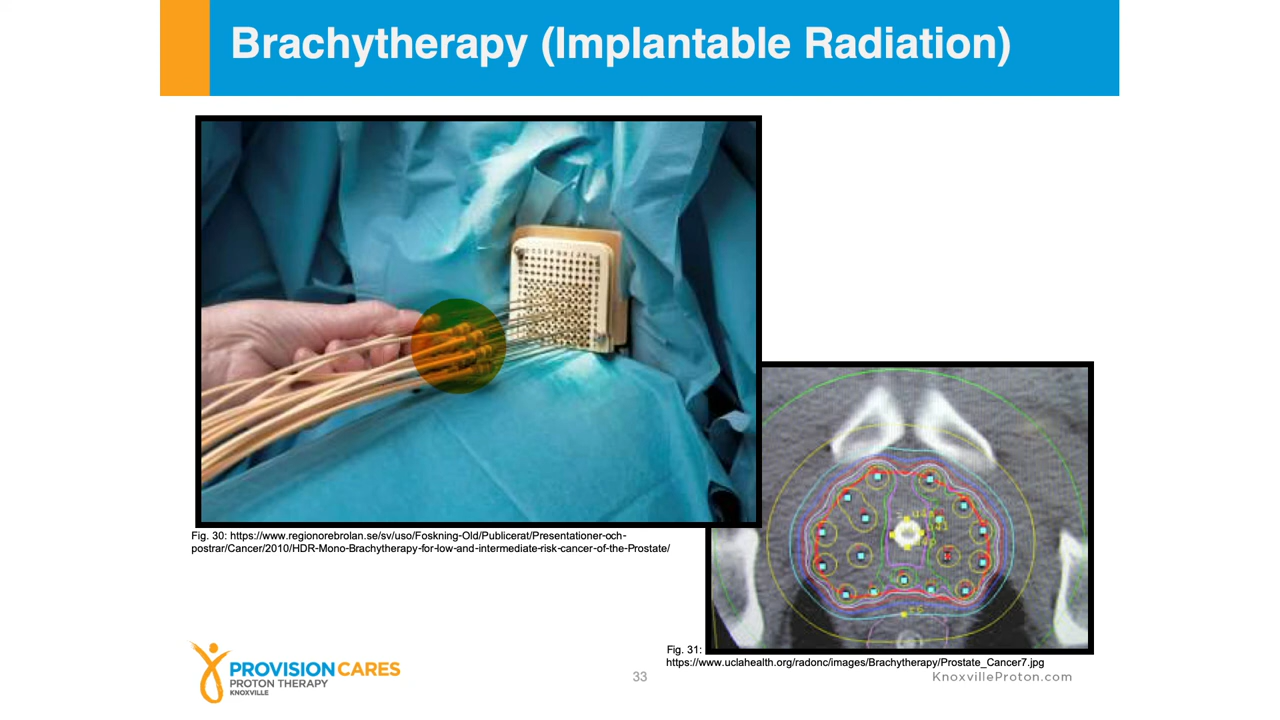 Brachytherapy (Implantable Radiation)
Fig. 30: https://www.regionorebrolan.se/sv/uso/Foskning-Old/Publicerat/Presentationer-och-
postrar/Cancer/2010/HDR-Mono-Brachytherapy-for-low-and-intermediate-risk-cancer-of-the-Prostate/
Fig. 31:
https://www.uclahealth.org/radonc/images/Brachytherapy/Prostate_Cancer7.jpg
PROVISION CARES
PROTON THERAPY
KNOXVILLE
33
KnoxvilleProton.com